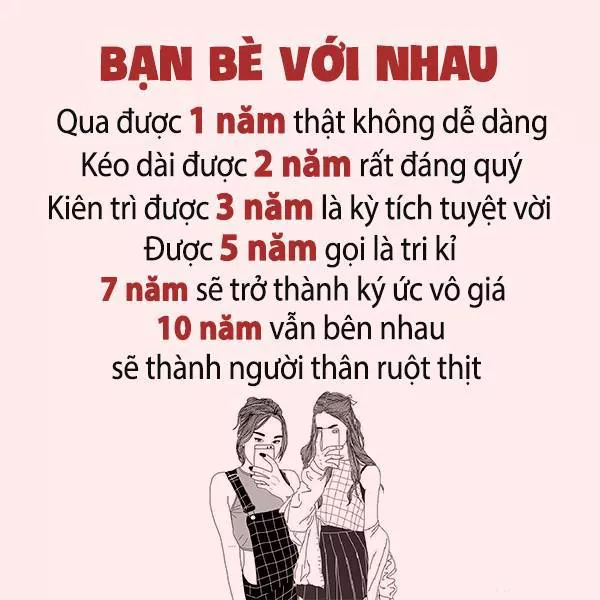 BẠN BÈ VỚI NHAU
Qua được 1 năm thật không dễ dàng
Kéo dài được 2 năm rất đáng quý
Kiên trì được 3 năm là kỳ tích tuyệt vời
Được 5 năm gọi là tri kỉ
7 năm sẽ trở thành ký ức vô giá
10 năm vẫn bên nhau
sẽ thành người thân ruột thịt